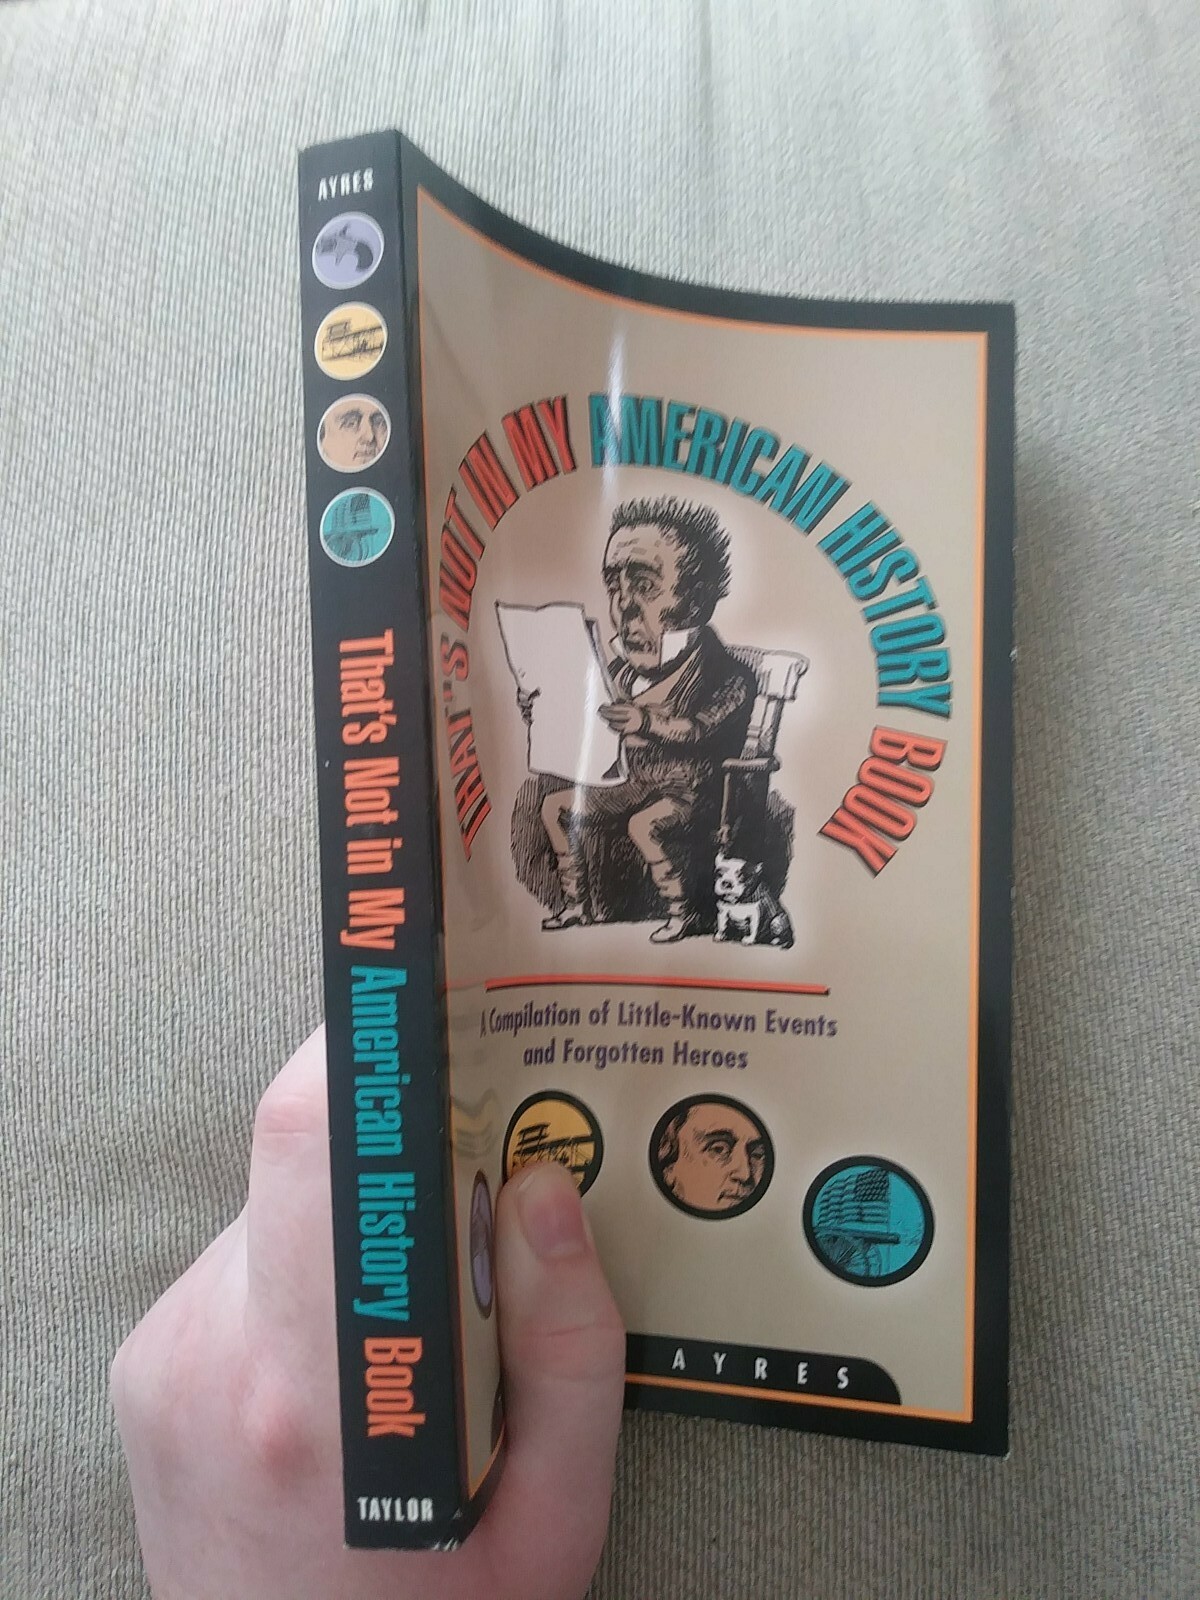 AYRES
That's Not in My American History Book
TAYLOR
THAT'S NOT IN MY AMERICAN HISTORY BOOK
A Compilation of Little-Known Events
and Forgotten Heroes
AYRES